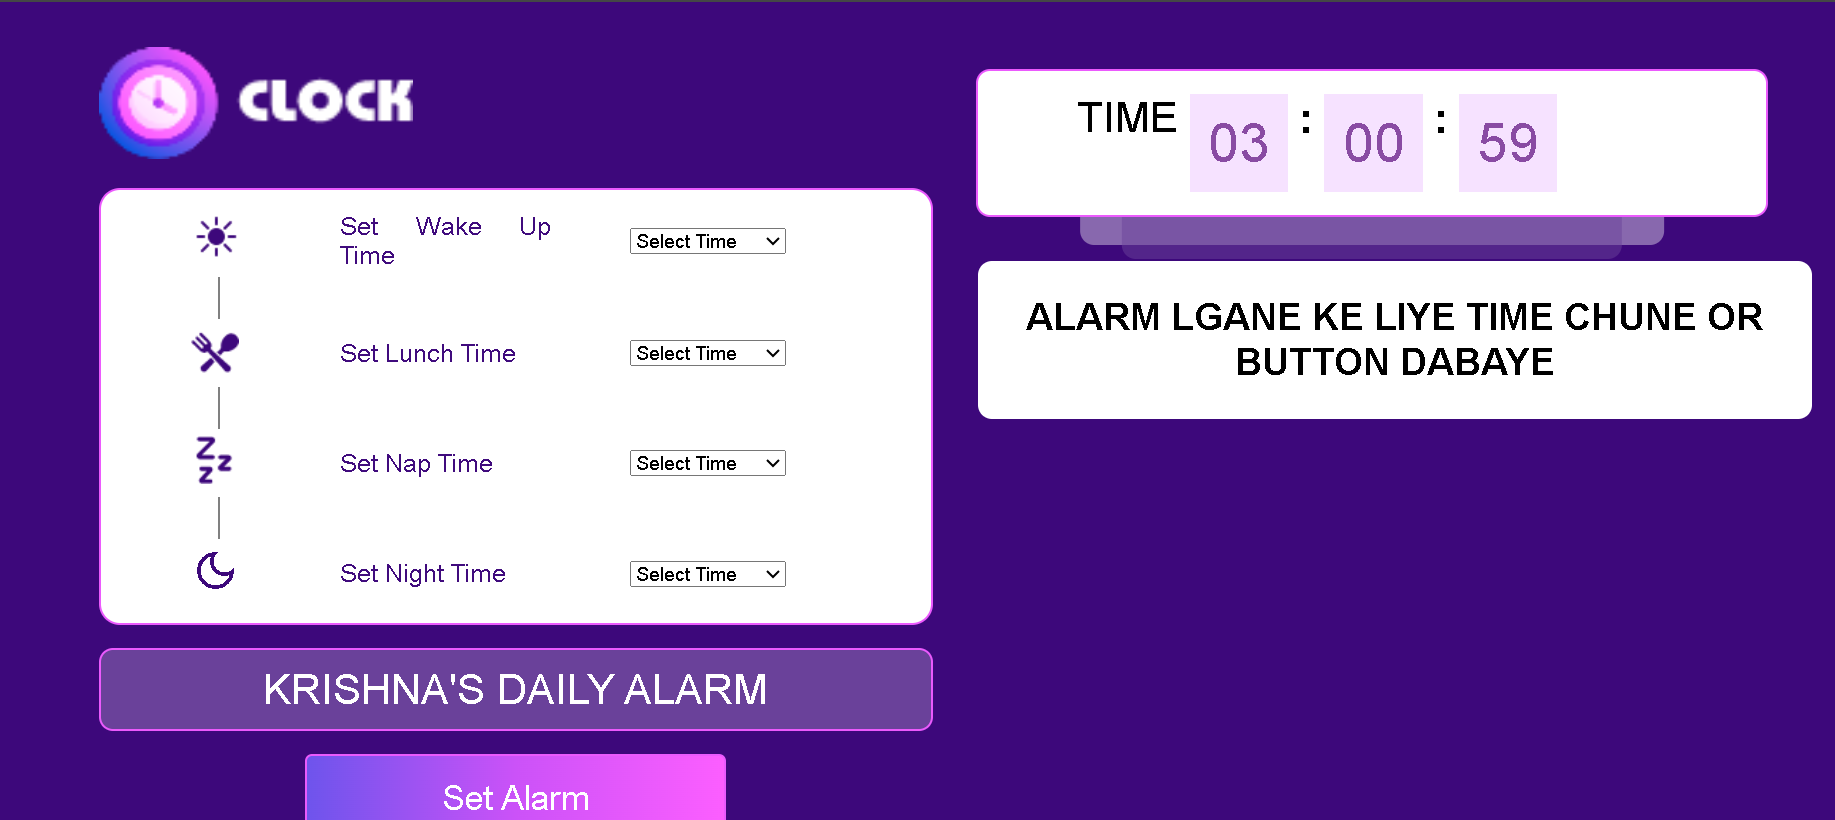 CLOCK
Set Wake Up
Time
Select Time
Set Lunch Time
Select Time
Set Nap Time
Select Time
Set Night Time
Select Time
KRISHNA'S DAILY ALARM
Set Alarm
TIME 03 : 00 : 59
ALARM LGANE KE LIYE TIME CHUNE OR
BUTTON DABAYE